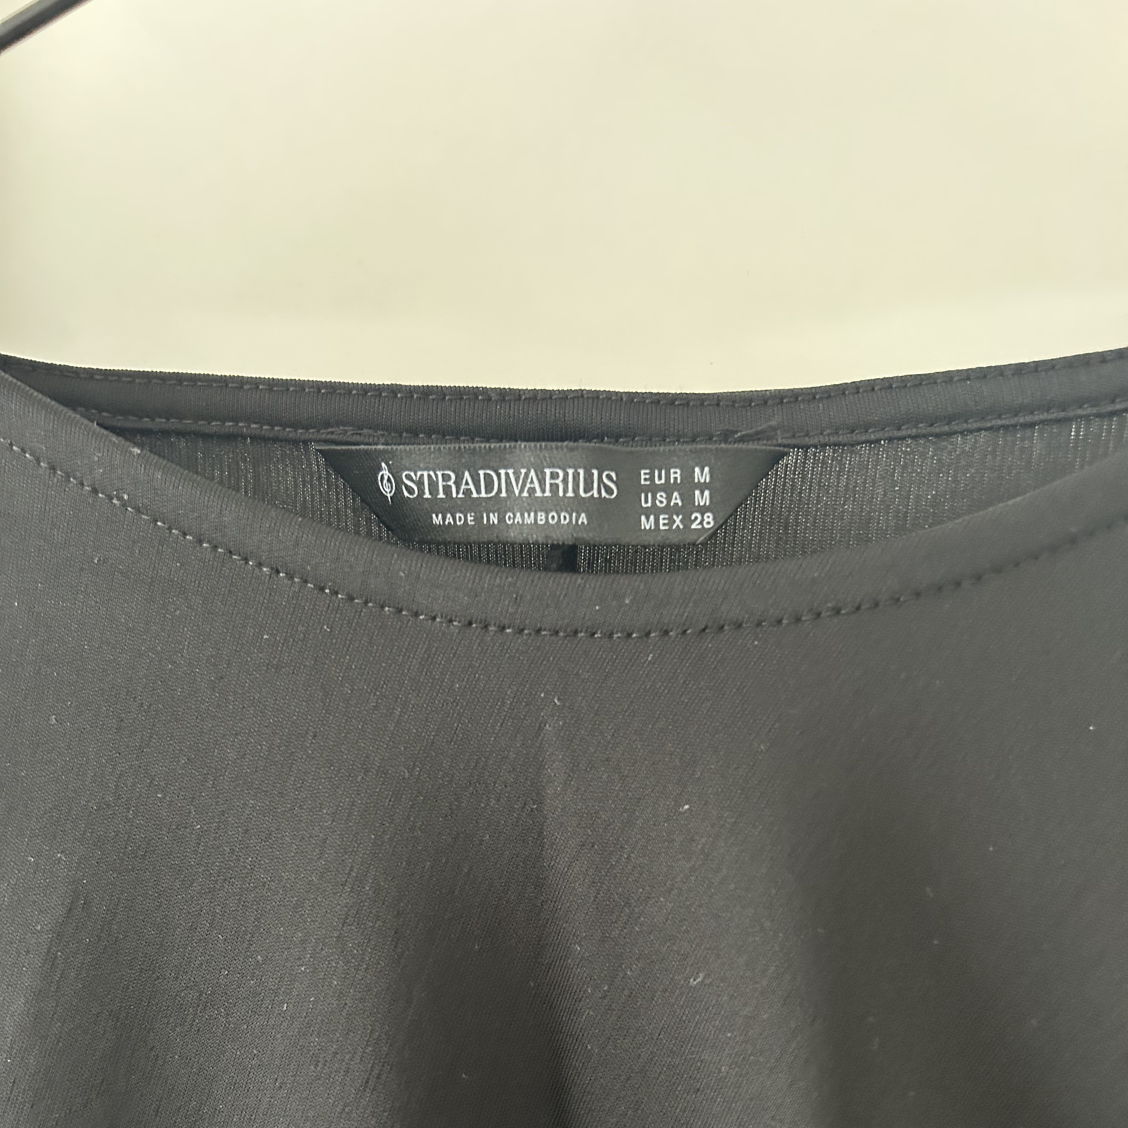 STRADIVARIUS
MADE IN CAMBODIA
EUR M
USA M
MEX 28